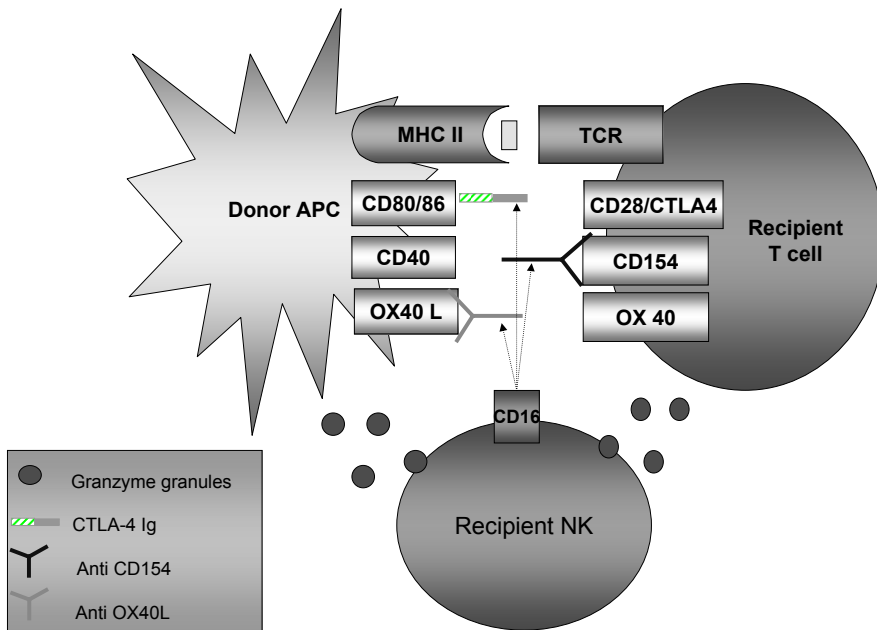 MHC II
TCR
Donor APC
CD80/86
CD28/CTLA4
Recipient
T cell
CD40
CD154
OX40 L
OX 40
CD16
Recipient NK
Granzyme granules
CTLA-4 Ig
Anti CD154
Anti OX40L